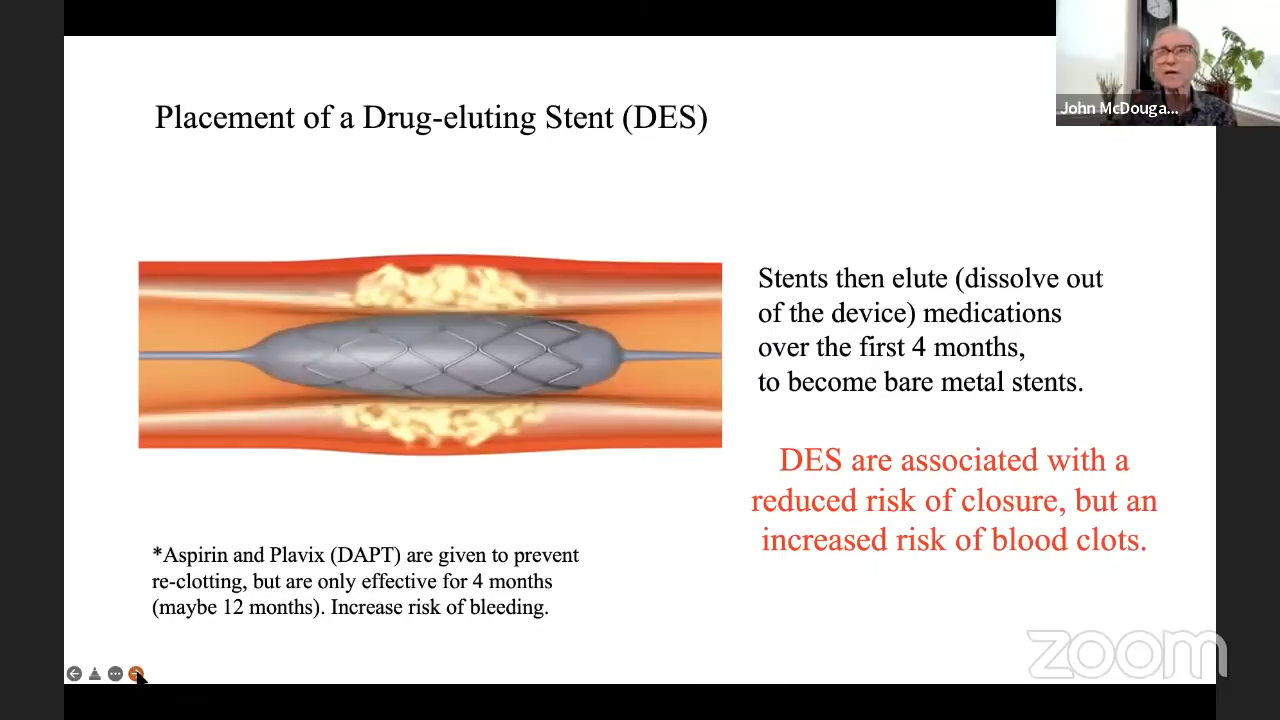 John McDouga...
Placement of a Drug-eluting Stent (DES)
Stents then elute (dissolve out
of the device) medications
over the first 4 months,
to become bare metal stents.
DES are associated with a
reduced risk of closure, but an
increased risk of blood clots.
*Aspirin and Plavix (DAPT) are given to prevent
re-clotting, but are only effective for 4 months
(maybe 12 months). Increase risk of bleeding.
zoom